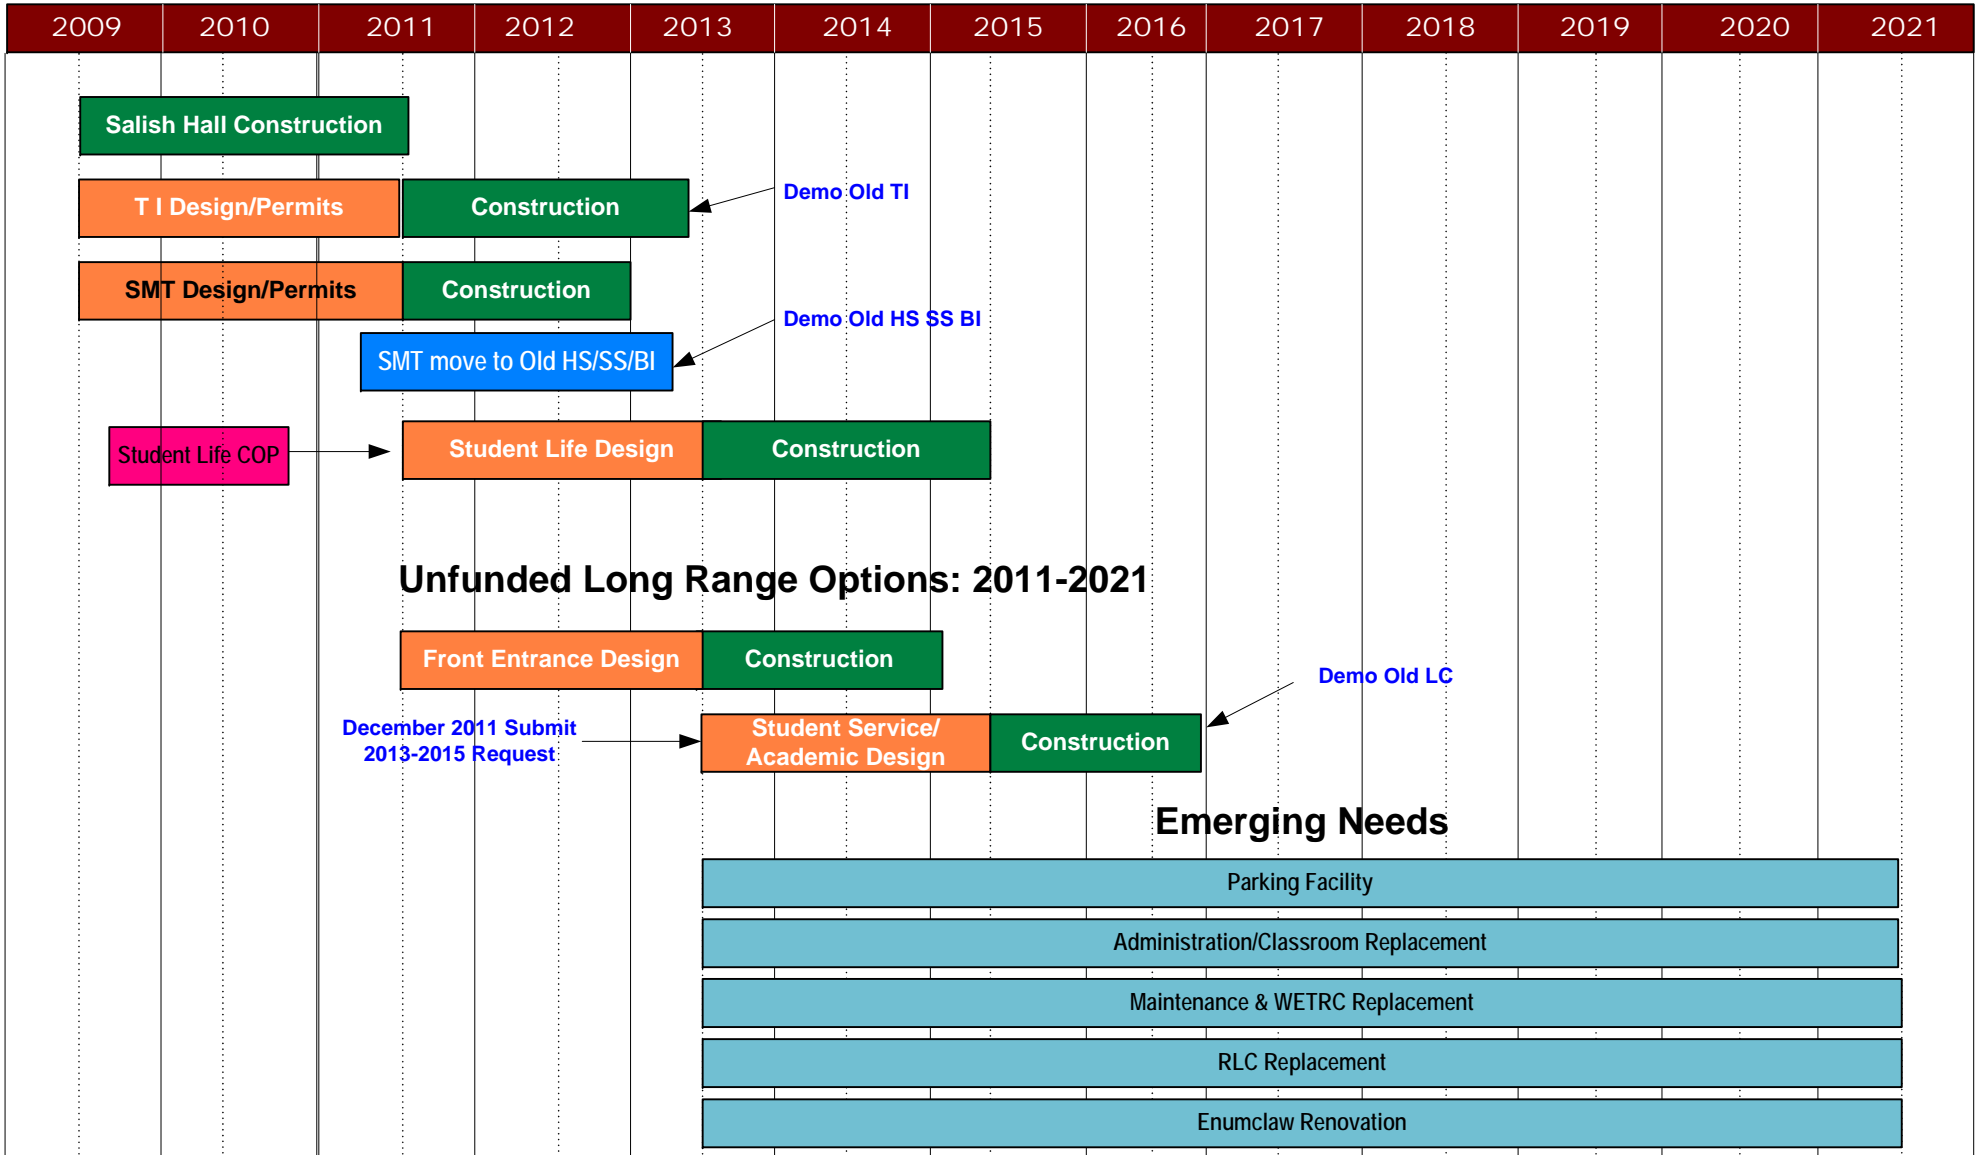 2009 2010 2011 2012 2013 2014 2015 2016 2017 2018 2019 2020 2021
Salish Hall Construction
T I Design/Permits Construction Demo Old TI
SMT Design/Permits Construction
Demo Old HS SS BI
SMT move to Old HS/SS/BI
Student Life COP Student Life Design Construction
Unfunded Long Range Options: 2011-2021
Front Entrance Design Construction
Demo Old LC
December 2011 Submit
2013-2015 Request
Student Service/
Academic Design
Construction
Emerging Needs
Parking Facility
Administration/Classroom Replacement
Maintenance & WETRC Replacement
RLC Replacement
Enumclaw Renovation